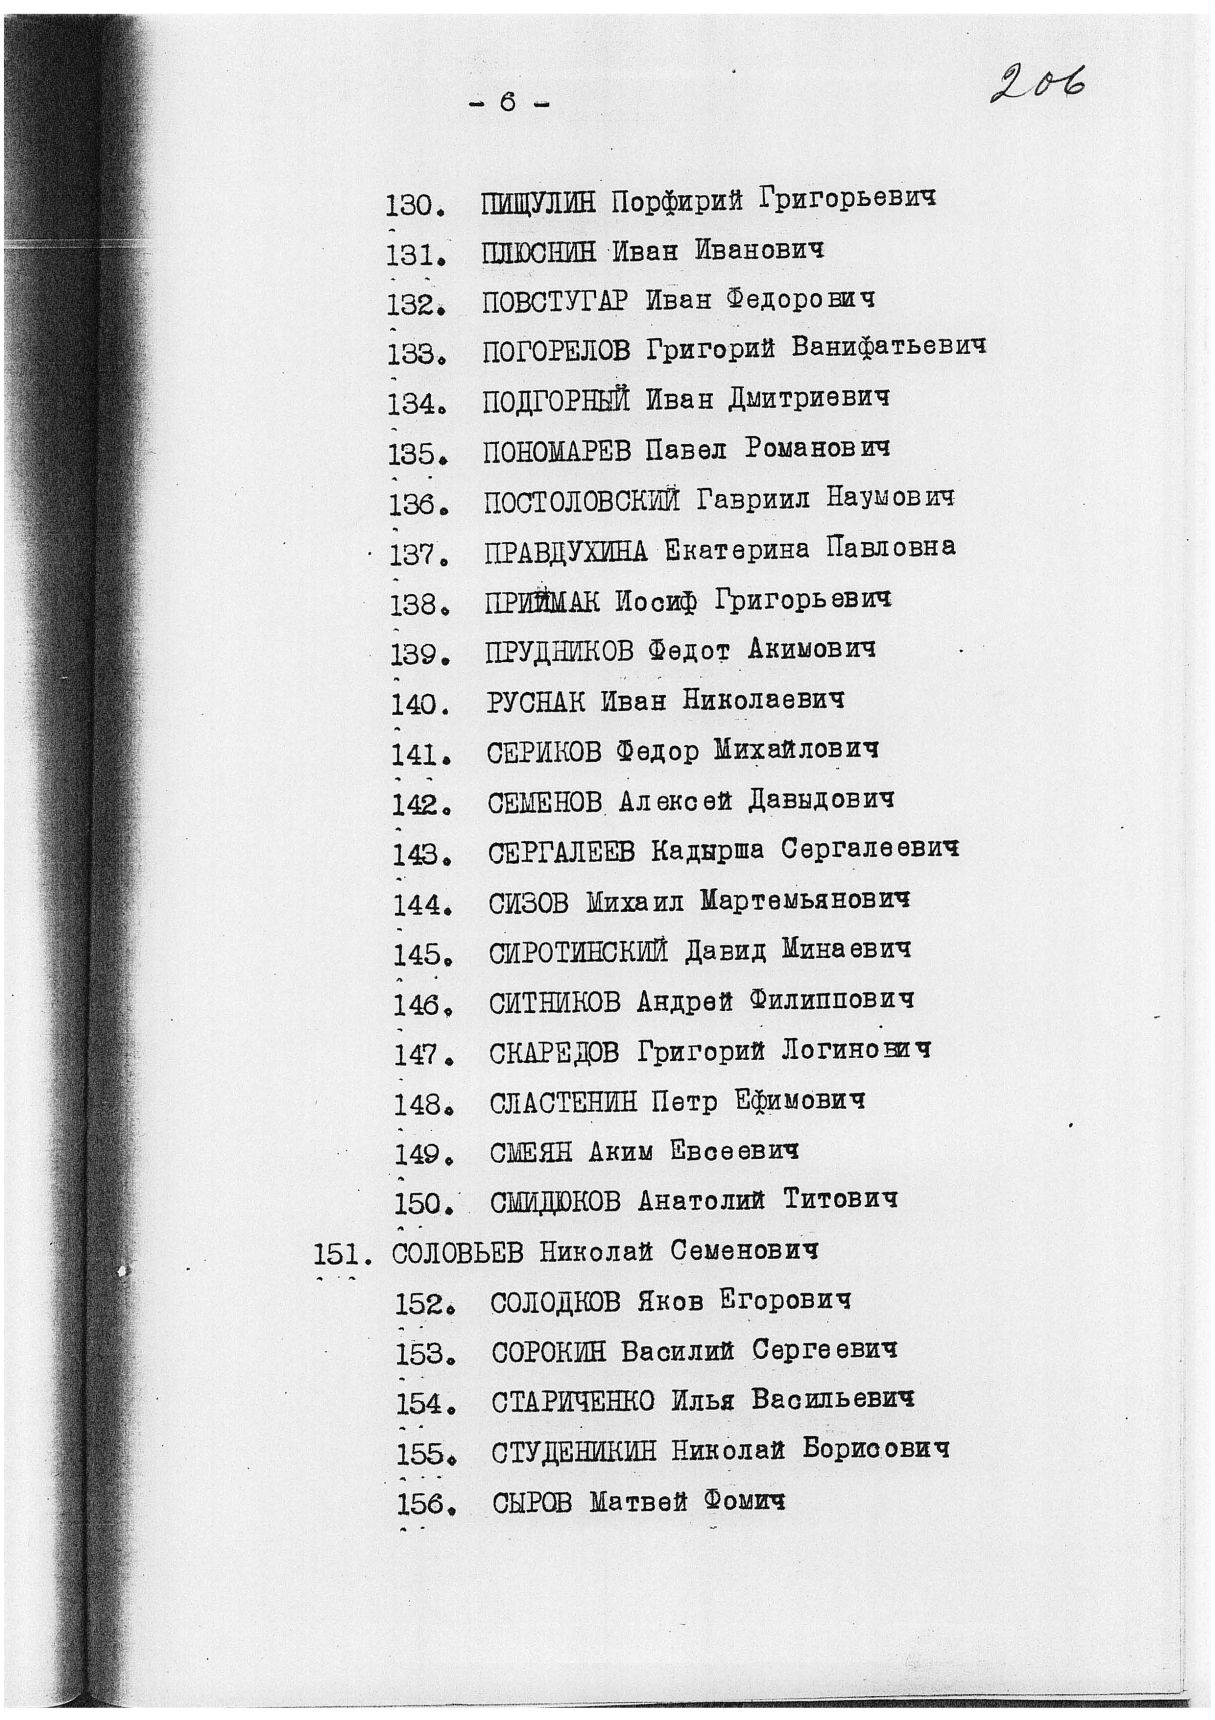 206
- 6 -
130. ПИЩУЛИН Порфирий Григорьевич
131. ПЛЮСНИН Иван Иванович
132. ПОВСТУГАР Иван Федорович
133. ПОГОРЕЛОВ Григорий Ванифатьевич
134. ПОДГОРНЫЙ Иван Дмитриевич
135. ПОНОМАРЕВ Павел Романович
136. ПОСТОЛОВСКИЙ Гавриил Наумович
137. ПРАВДУХИНА Екатерина Павловна
138. ПРИЙМАК Иосиф Григорьевич
139. ПРУДНИКОВ Федот Акимович
140. РУСНАК Иван Николаевич
141. СЕРИКОВ Федор Михайлович
142. СЕМЕНОВ Алексей Давыдович
143. СЕРГАЛЕЕВ Кадырша Сергалеевич
144. СИЗОВ Михаил Мартемьянович
145. СИРОТИНСКИЙ Давид Минаевич
146. СИТНИКОВ Андрей Филиппович
147. СКАРЕДОВ Григорий Логинович
148. СЛАСТЕНИН Петр Ефимович
149. СМЕЯН Аким Евсеевич
150. СМИДЮКОВ Анатолий Титович
151. СОЛОВЬЕВ Николай Семенович
152. СОЛОДКОВ Яков Егорович
153. СОРОКИН Василий Сергеевич
154. СТАРИЧЕНКО Илья Васильевич
155. СТУДЕНИКИН Николай Борисович
156. СЫРОВ Матвей Фомич